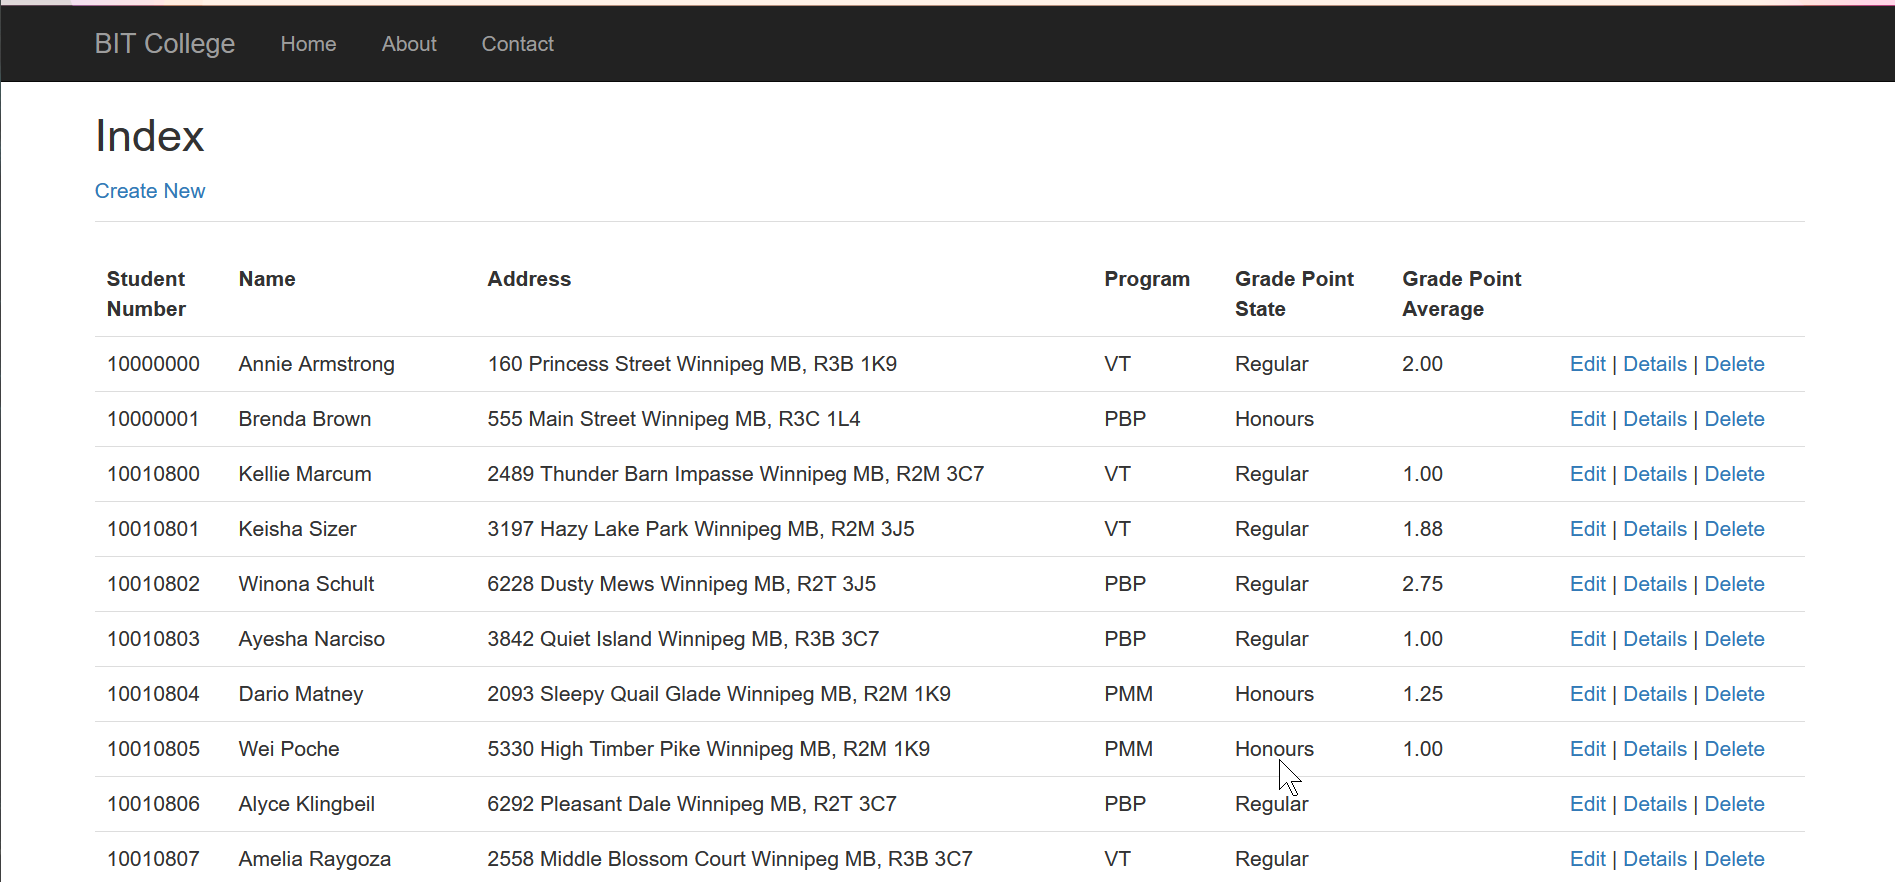 BIT College Home About Contact
Index
Create New
Student Number Name Address Program Grade Point State Grade Point Average
10000000 Annie Armstrong 160 Princess Street Winnipeg MB, R3B 1K9 VT Regular 2.00 Edit | Details | Delete
10000001 Brenda Brown 555 Main Street Winnipeg MB, R3C 1L4 PBP Honours Edit | Details | Delete
10010800 Kellie Marcum 2489 Thunder Barn Impasse Winnipeg MB, R2M 3C7 VT Regular 1.00 Edit | Details | Delete
10010801 Keisha Sizer 3197 Hazy Lake Park Winnipeg MB, R2M 3J5 VT Regular 1.88 Edit | Details | Delete
10010802 Winona Schult 6228 Dusty Mews Winnipeg MB, R2T 3J5 PBP Regular 2.75 Edit | Details | Delete
10010803 Ayesha Narciso 3842 Quiet Island Winnipeg MB, R3B 3C7 PBP Regular 1.00 Edit | Details | Delete
10010804 Dario Matney 2093 Sleepy Quail Glade Winnipeg MB, R2M 1K9 PMM Honours 1.25 Edit | Details | Delete
10010805 Wei Poche 5330 High Timber Pike Winnipeg MB, R2M 1K9 PMM Honours 1.00 Edit | Details | Delete
10010806 Alyce Klingbeil 6292 Pleasant Dale Winnipeg MB, R2T 3C7 PBP Regular Edit | Details | Delete
10010807 Amelia Raygoza 2558 Middle Blossom Court Winnipeg MB, R3B 3C7 VT Regular Edit | Details | Delete